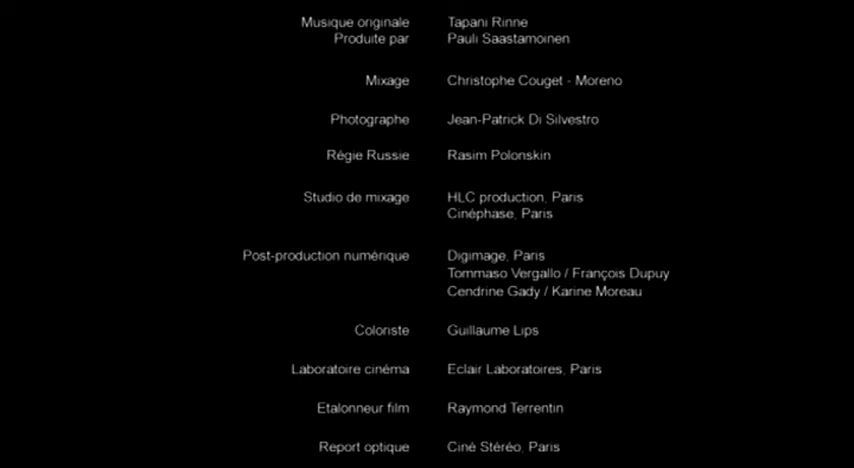 Musique originale Tapani Rinne
Produite par Pauli Saastamoinen
Mixage Christophe Couget - Moreno
Photographe Jean-Patrick Di Silvestro
Régie Russie Rasim Polonskin
Studio de mixage HLC production, Paris
Cinéphase, Paris
Post-production numérique Digimage, Paris
Tommaso Vergallo / François Dupuy
Cendrine Gady / Karine Moreau
Coloriste Guillaume Lips
Laboratoire cinéma Eclair Laboratoires, Paris
Etalonneur film Raymond Terrentin
Report optique Ciné Stéréo, Paris